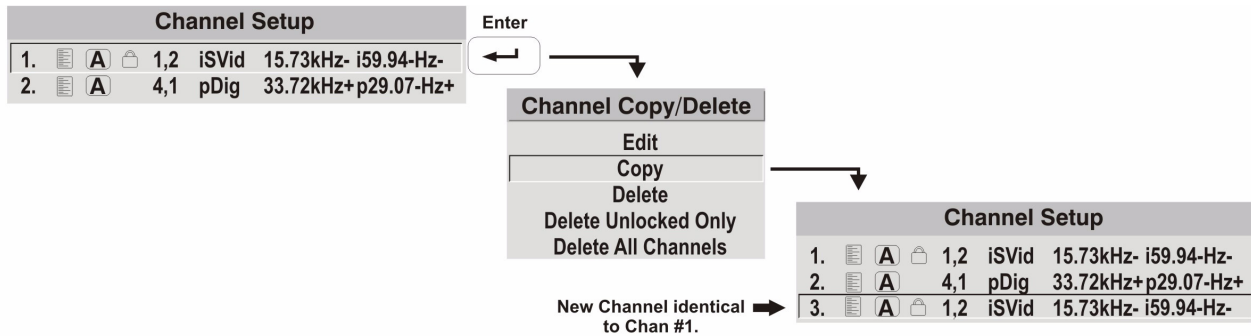 Channel Setup
1. A 1,2 iSVid 15.73kHz- i59.94-Hz-
2. A 4,1 pDig 33.72kHz+p29.07-Hz+
Enter
Channel Copy/Delete
Edit
Copy
Delete
Delete Unlocked Only
Delete All Channels
Channel Setup
1. A 1,2 iSVid 15.73kHz- i59.94-Hz-
2. A 4,1 pDig 33.72kHz+p29.07-Hz+
3. A 1,2 iSVid 15.73kHz- i59.94-Hz-
New Channel identical
to Chan #1.